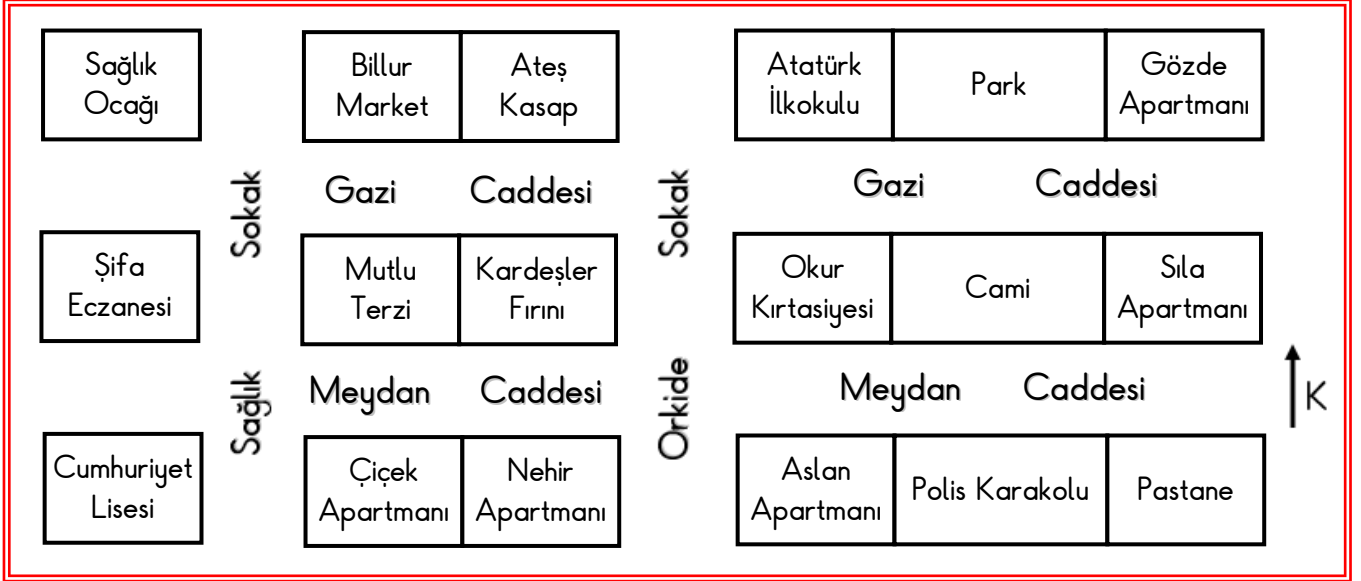 Sağlık
Ocağı
Billur
Market
Ateş
Kasap
Atatürk
İlkokulu
Park
Gözde
Apartmanı
Sokak
Gazi Caddesi
Sokak
Gazi Caddesi
Şifa
Eczanesi
Mutlu
Terzi
Kardeşler
Fırını
Okur
Kırtasiyesi
Cami
Sıla
Apartmanı
Sağlık
Meydan Caddesi
Orkide
Meydan Caddesi
K
Cumhuriyet
Lisesi
Çiçek
Apartmanı
Nehir
Apartmanı
Aslan
Apartmanı
Polis Karakolu
Pastane